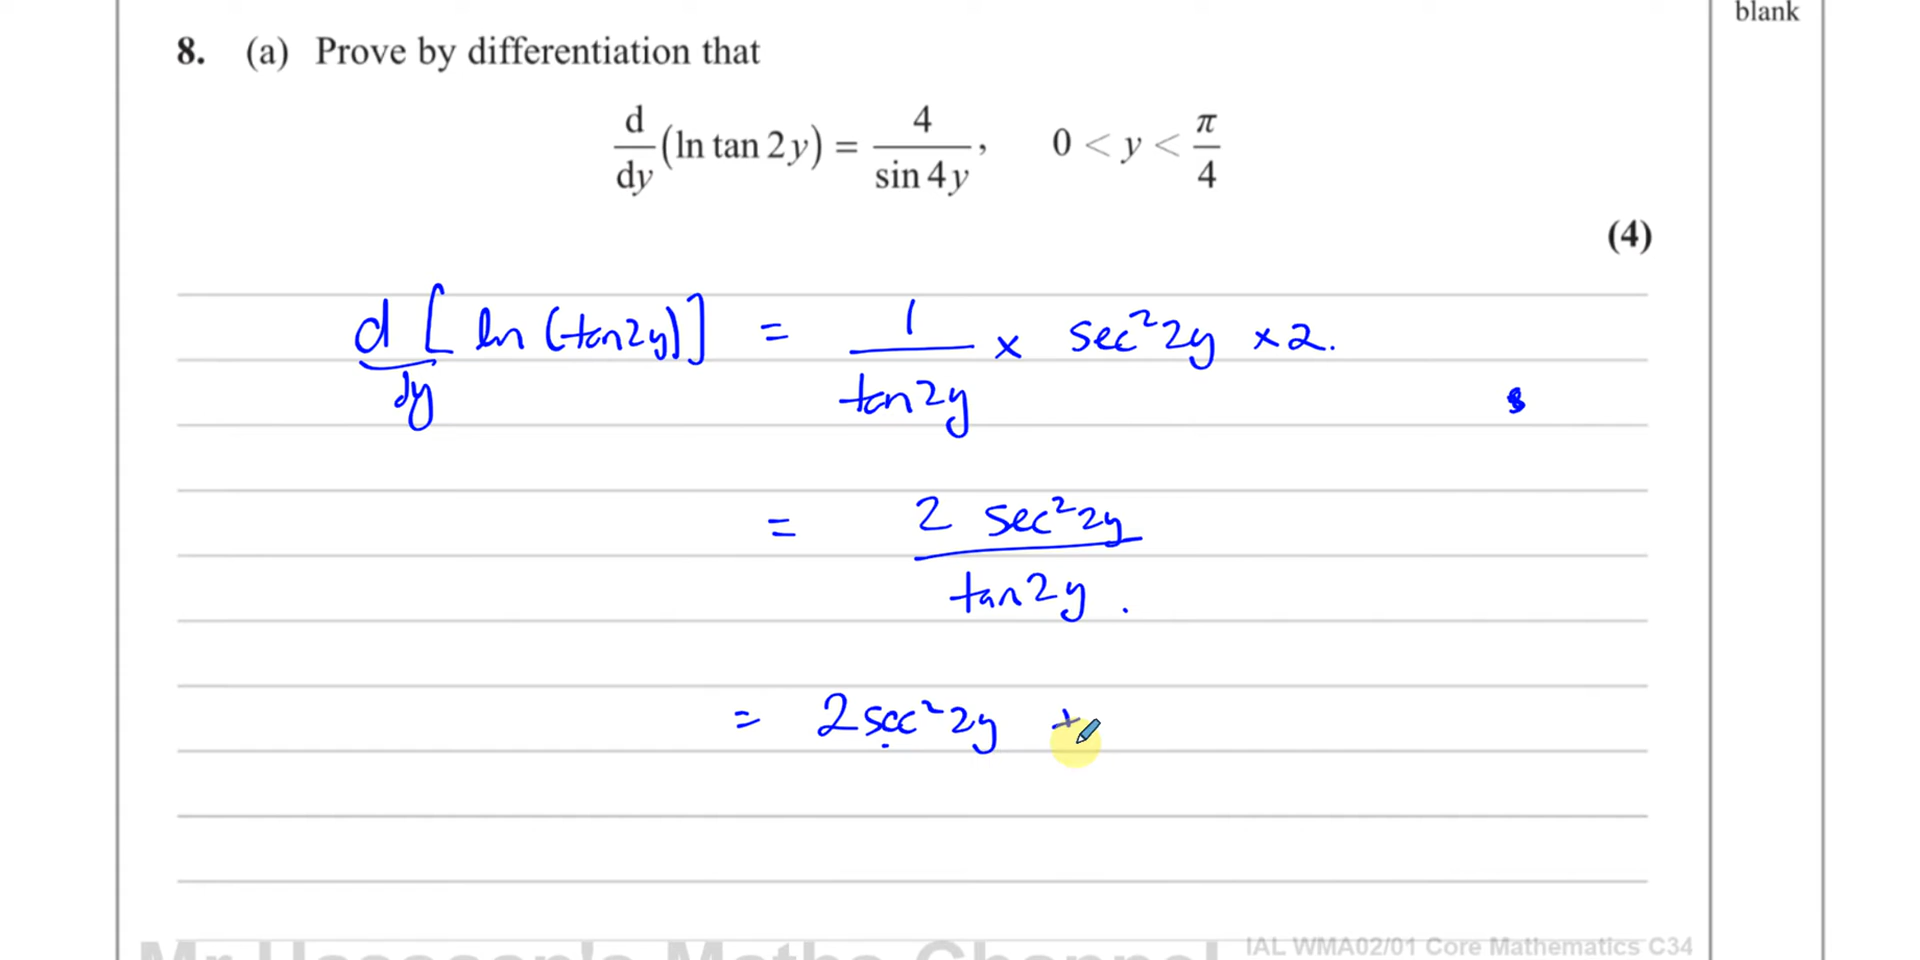 blank
8. (a) Prove by differentiation that
d/dy (ln tan 2y) = 4/sin 4y, 0 < y < π/4
(4)
d/dy [ln (tan2y)] = 1/tan2y × sec²2y ×2.
= 2 sec²2y/tan2y.
= 2sec²2y
IAL WMA02/01 Core Mathematics C34